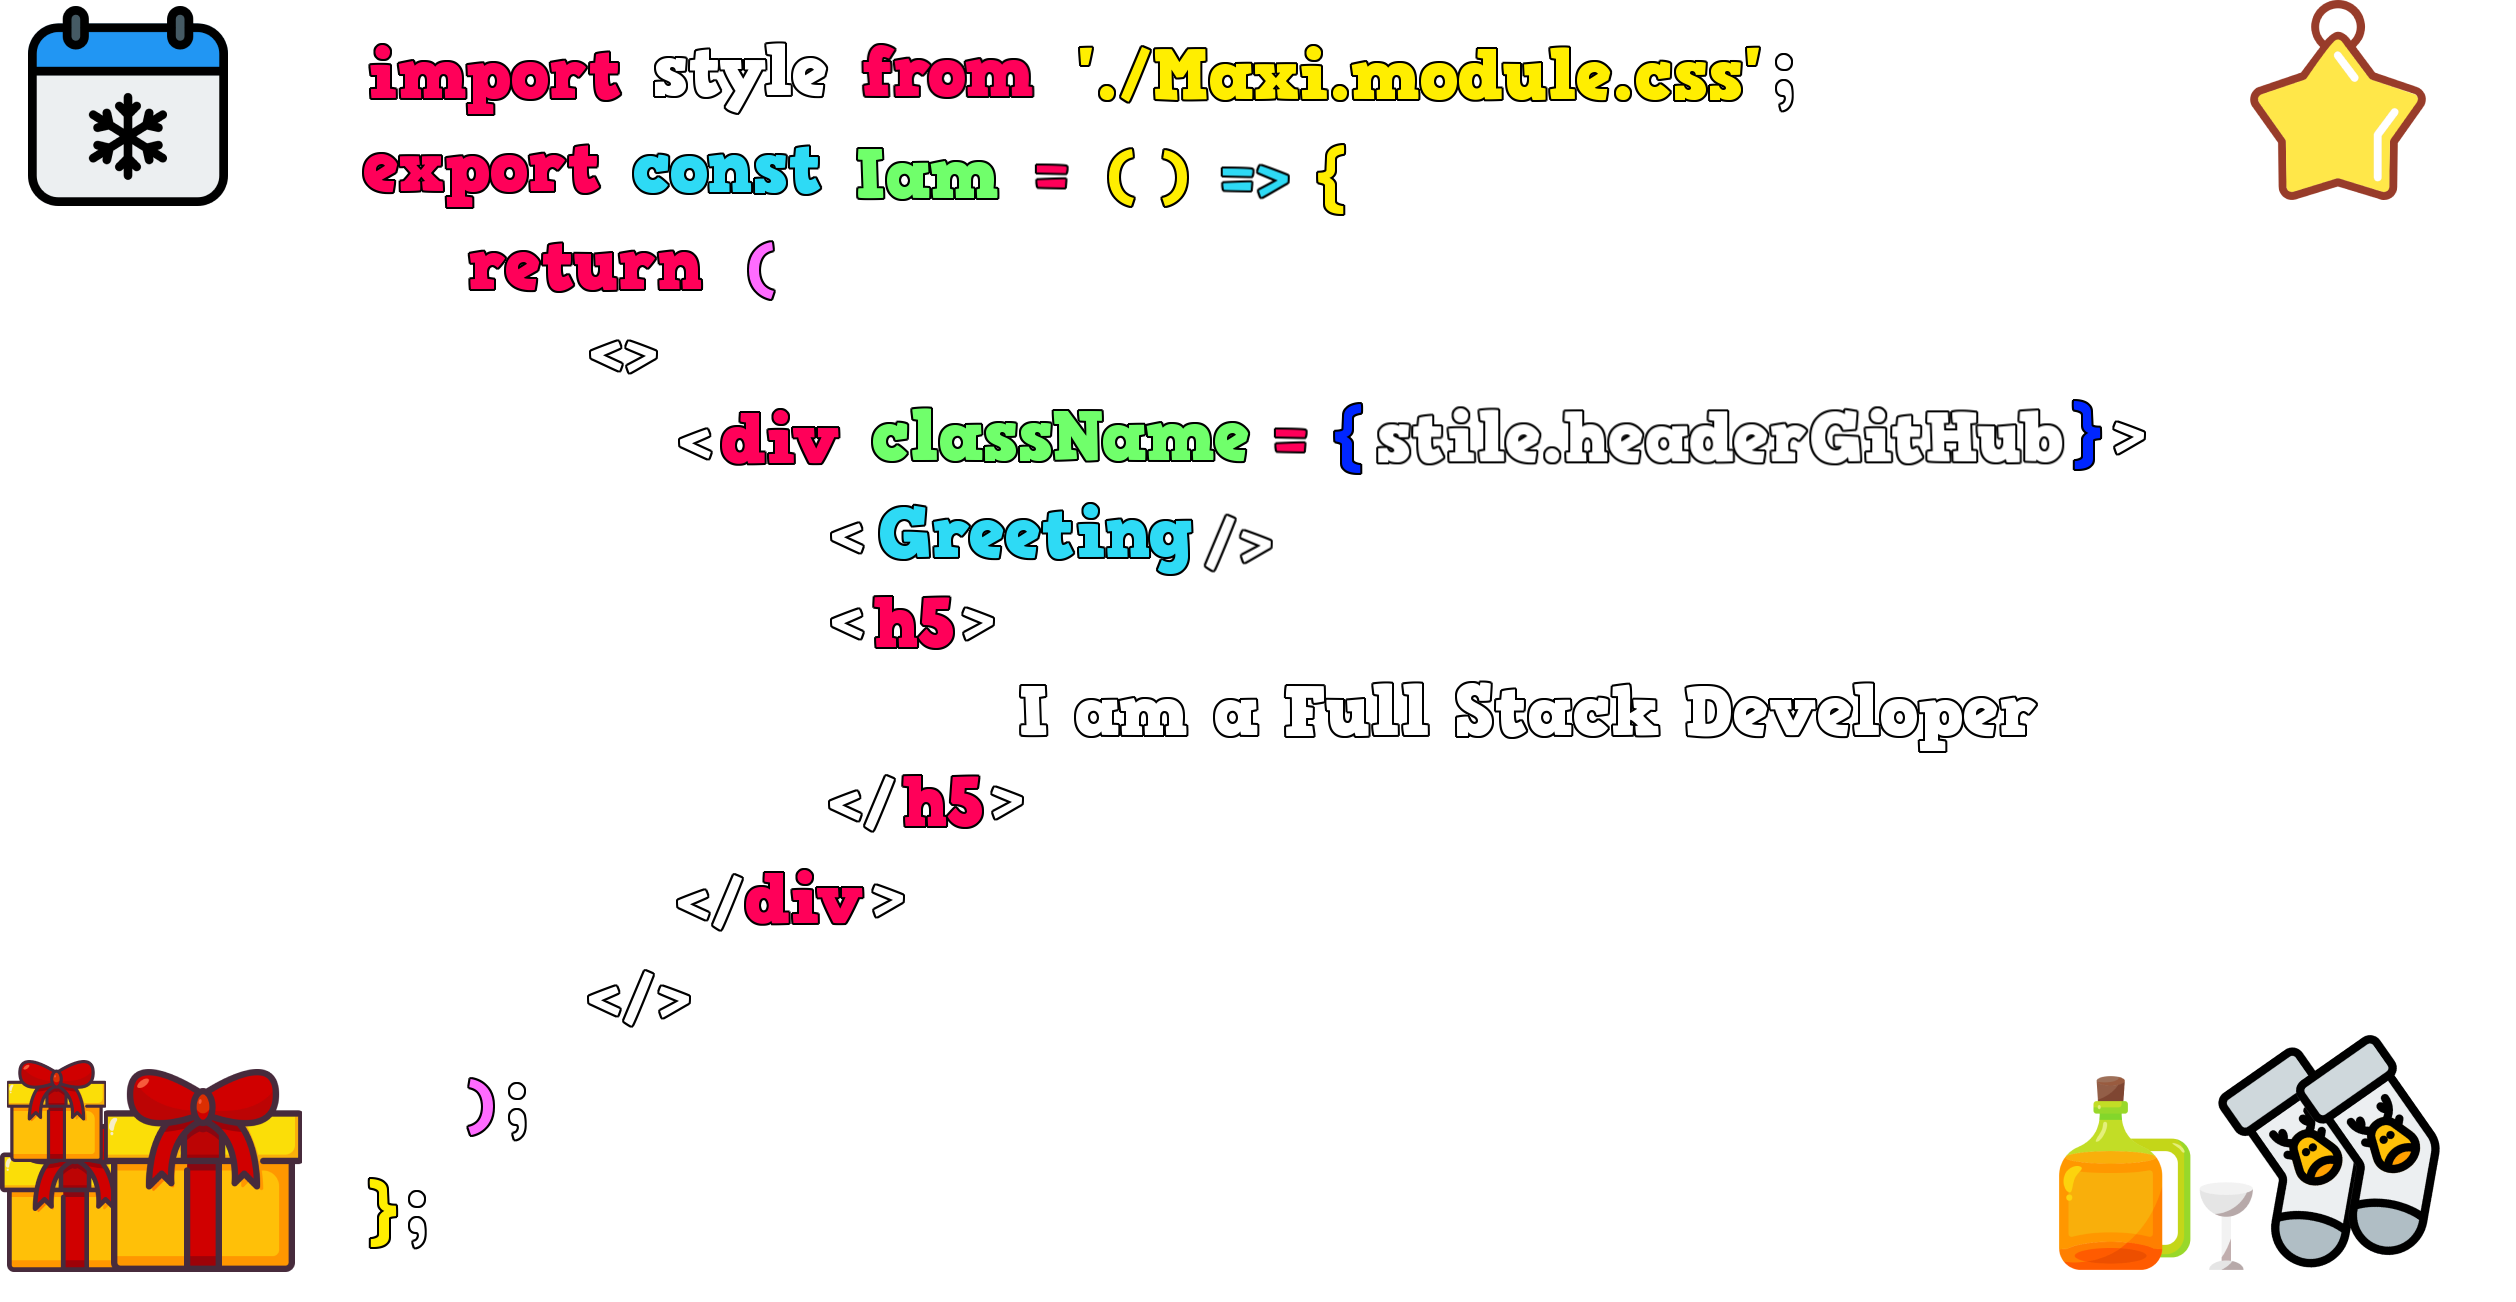 import style from './Maxi.module.css';
export const Iam = () => {
return (
<>
<div className = {stile.headerGitHub}>
<Greeting/>
<h5>
I am a Full Stack Developer
</h5>
</div>
</>
);
};